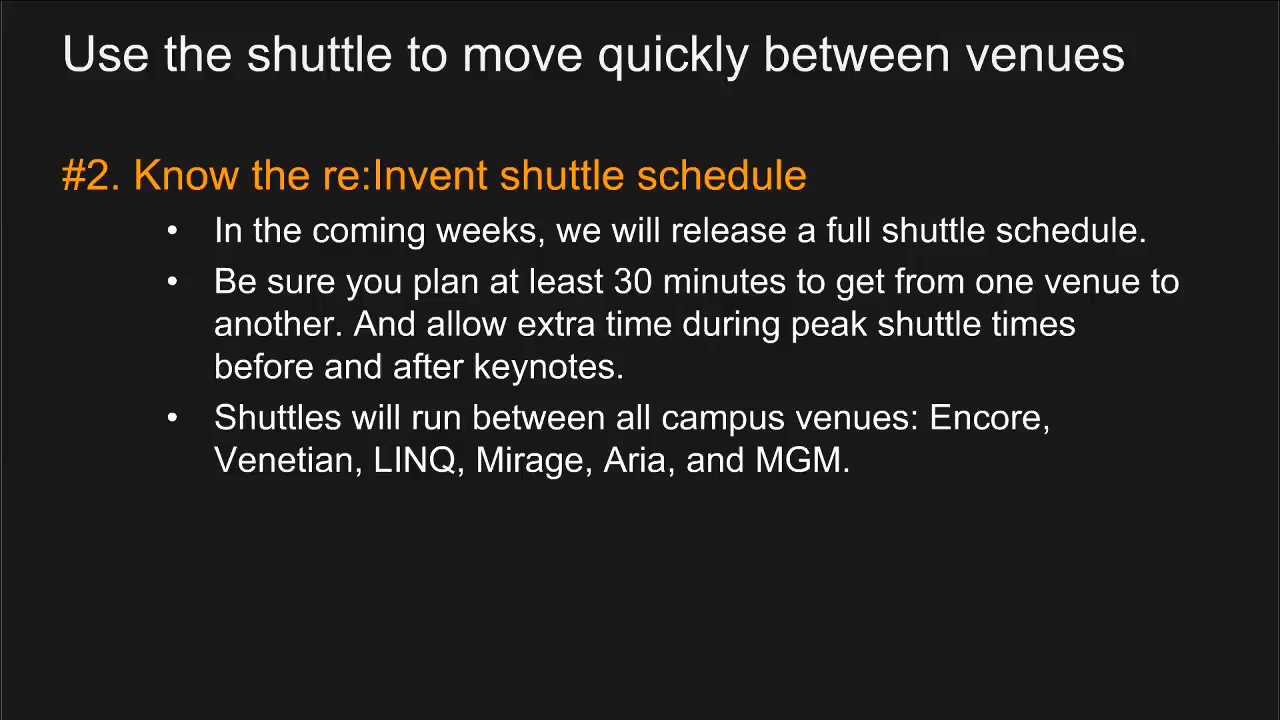 Use the shuttle to move quickly between venues
#2. Know the re:Invent shuttle schedule
• In the coming weeks, we will release a full shuttle schedule.
• Be sure you plan at least 30 minutes to get from one venue to
another. And allow extra time during peak shuttle times
before and after keynotes.
• Shuttles will run between all campus venues: Encore,
Venetian, LINQ, Mirage, Aria, and MGM.